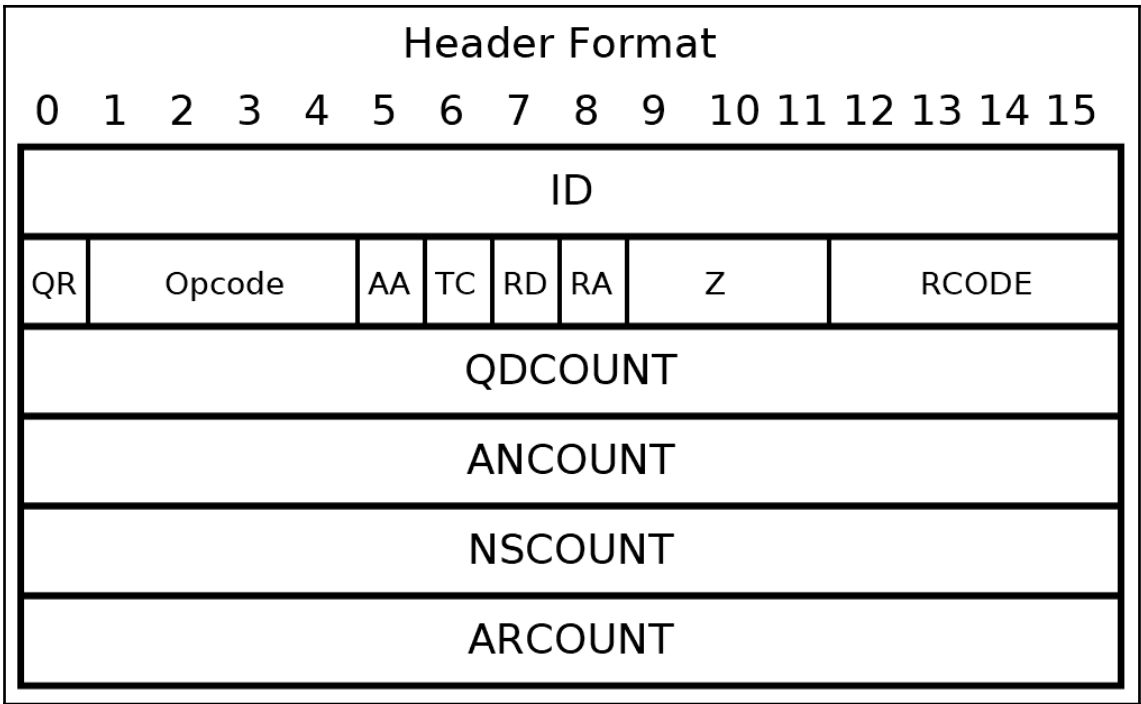 Header Format
0 1 2 3 4 5 6 7 8 9 10 11 12 13 14 15
ID
QR Opcode AA TC RD RA Z RCODE
QDCOUNT
ANCOUNT
NSCOUNT
ARCOUNT